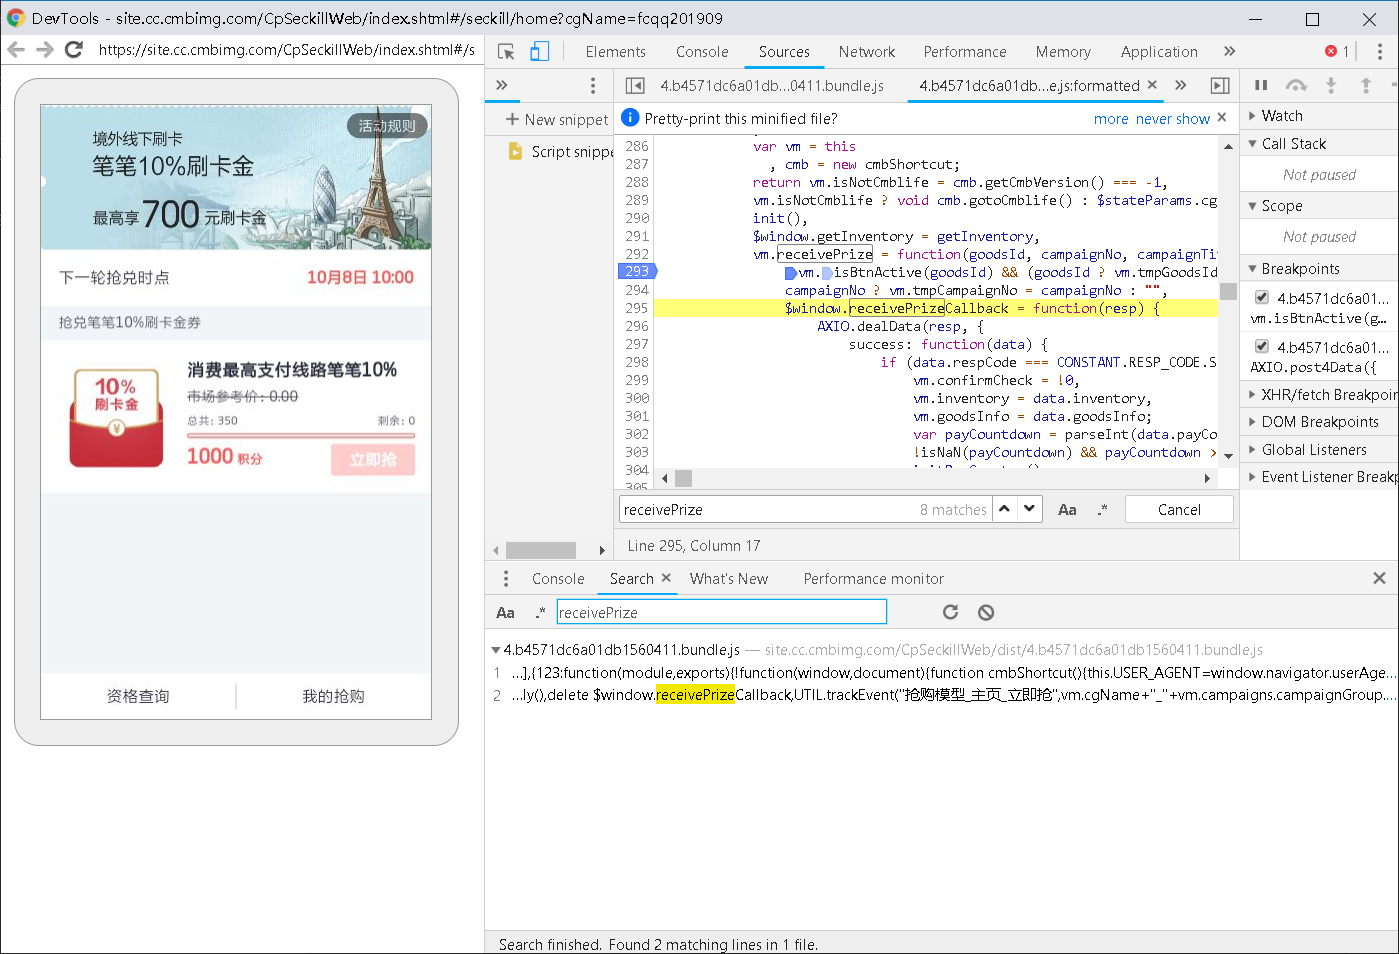 DevTools - site.cc.cmbimg.com/CpSeckillWeb/index.shtml#/seckill/home?cgName=fcqq201909
https://site.cc.cmbimg.com/CpSeckillWeb/index.shtml#/s
活动规则
境外线下刷卡
笔笔10%刷卡金
最高享700元刷卡金
下一轮抢兑时点 10月8日 10:00
抢兑笔笔10%刷卡金券
10%
刷卡金
消费最高支付线路笔笔10%
市场参考价: 0.00
总共: 350 剩余: 0
1000 积分 立即抢
资格查询 我的抢购
Elements Console Sources Network Performance Memory Application » 1
» 4.b4571dc6a01db...0411.bundle.js 4.b4571dc6a01db...e.js:formatted × »
New snippet
Script snippe
Pretty-print this minified file? more never show ×
286 var vm = this
287 , cmb = new cmbShortcut;
288 return vm.isNotCmblife = cmb.getCmbVersion() === -1,
289 vm.isNotCmblife ? void cmb.gotoCmblife() : $stateParams.cg
290 init(),
291 $window.getInventory = getInventory,
292 vm.receivePrize = function(goodsId, campaignNo, campaignTi
293 vm.isBtnActive(goodsId) && (goodsId ? vm.tmpGoodsId
294 campaignNo ? vm.tmpCampaignNo = campaignNo : "",
295 $window.receivePrizeCallback = function(resp) {
296 AXIO.dealData(resp, {
297 success: function(data) {
298 if (data.respCode === CONSTANT.RESP_CODE.S
299 vm.confirmCheck = !0,
300 vm.inventory = data.inventory,
301 vm.goodsInfo = data.goodsInfo;
302 var payCountdown = parseInt(data.payCo
303 !isNaN(payCountdown) && payCountdown >
304
305
receivePrize 8 matches Aa .* Cancel
Line 295, Column 17
Watch
Call Stack
Not paused
Scope
Not paused
Breakpoints
4.b4571dc6a01...
vm.isBtnActive(g...
4.b4571dc6a01...
AXIO.post4Data({
XHR/fetch Breakpoin
DOM Breakpoints
Global Listeners
Event Listener Breakp
Console Search × What's New Performance monitor ×
Aa .* receivePrize
4.b4571dc6a01db1560411.bundle.js — site.cc.cmbimg.com/CpSeckillWeb/dist/4.b4571dc6a01db1560411.bundle.js
1 ...],{123:function(module,exports){!function(window,document){function cmbShortcut(){this.USER_AGENT=window.navigator.userAge...
2 ...ly(),delete $window.receivePrizeCallback,UTIL.trackEvent("抢购模型_主页_立即抢",vm.cgName+"_"+vm.campaigns.campaignGroup....
Search finished. Found 2 matching lines in 1 file.